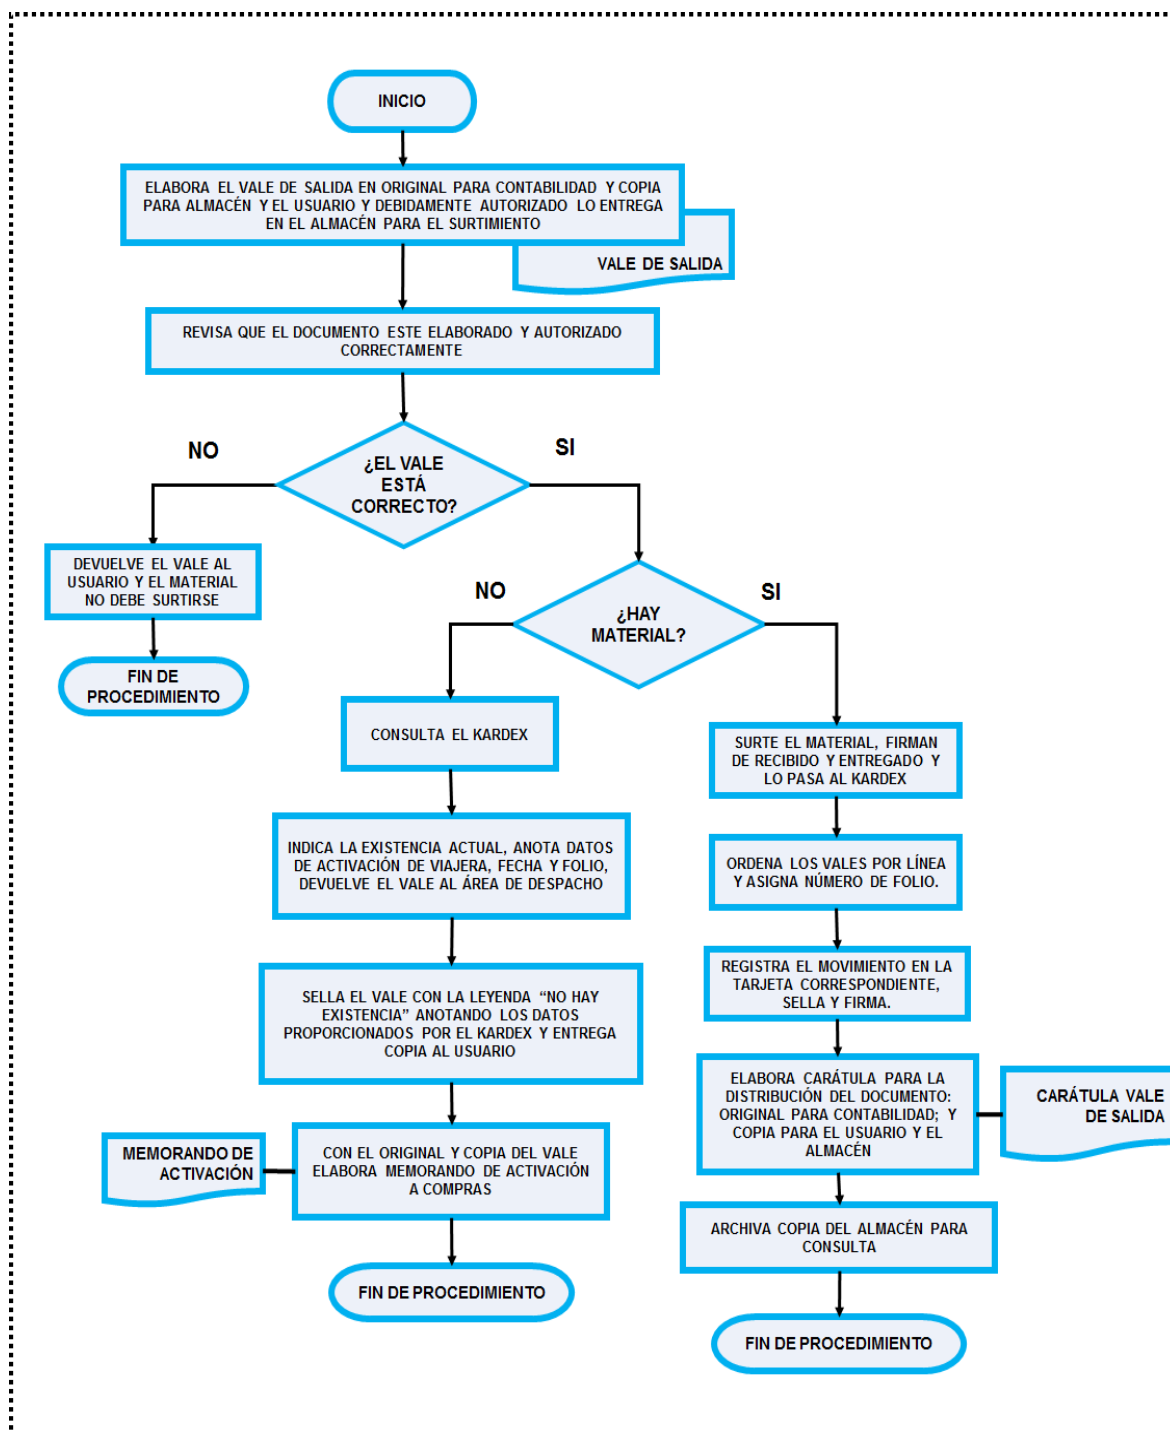 INICIO
ELABORA EL VALE DE SALIDA EN ORIGINAL PARA CONTABILIDAD Y COPIA
PARA ALMACÉN Y EL USUARIO Y DEBIDAMENTE AUTORIZADO LO ENTREGA
EN EL ALMACÉN PARA EL SURTIMIENTO
VALE DE SALIDA
REVISA QUE EL DOCUMENTO ESTE ELABORADO Y AUTORIZADO
CORRECTAMENTE
NO
SI
¿EL VALE
ESTÁ
CORRECTO?
DEVUELVE EL VALE AL
USUARIO Y EL MATERIAL
NO DEBE SURTIRSE
FIN DE
PROCEDIMIENTO
NO
SI
¿HAY
MATERIAL?
CONSULTA EL KARDEX
INDICA LA EXISTENCIA ACTUAL, ANOTA DATOS
DE ACTIVACIÓN DE VIAJERA, FECHA Y FOLIO,
DEVUELVE EL VALE AL ÁREA DE DESPACHO
SELLA EL VALE CON LA LEYENDA “NO HAY
EXISTENCIA” ANOTANDO LOS DATOS
PROPORCIONADOS POR EL KARDEX Y ENTREGA
COPIA AL USUARIO
MEMORANDO DE
ACTIVACIÓN
CON EL ORIGINAL Y COPIA DEL VALE
ELABORA MEMORANDO DE ACTIVACIÓN
A COMPRAS
FIN DE PROCEDIMIENTO
SURTE EL MATERIAL, FIRMAN
DE RECIBIDO Y ENTREGADO Y
LO PASA AL KARDEX
ORDENA LOS VALES POR LÍNEA
Y ASIGNA NÚMERO DE FOLIO.
REGISTRA EL MOVIMIENTO EN LA
TARJETA CORRESPONDIENTE,
SELLA Y FIRMA.
ELABORA CARÁTULA PARA LA
DISTRIBUCIÓN DEL DOCUMENTO:
ORIGINAL PARA CONTABILIDAD; Y
COPIA PARA EL USUARIO Y EL
ALMACÉN
CARÁTULA VALE
DE SALIDA
ARCHIVA COPIA DEL ALMACÉN PARA
CONSULTA
FIN DE PROCEDIMIENTO